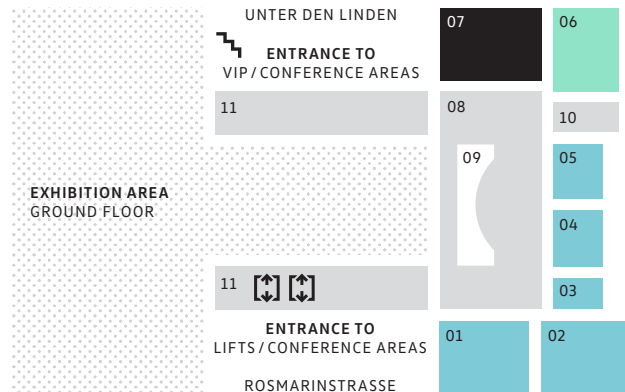 UNTER DEN LINDEN
ENTRANCE TO
VIP / CONFERENCE AREAS
07
06
11
08
10
09
05
EXHIBITION AREA
GROUND FLOOR
04
11
03
ENTRANCE TO
LIFTS / CONFERENCE AREAS
01
02
ROSMARINSTRASSE